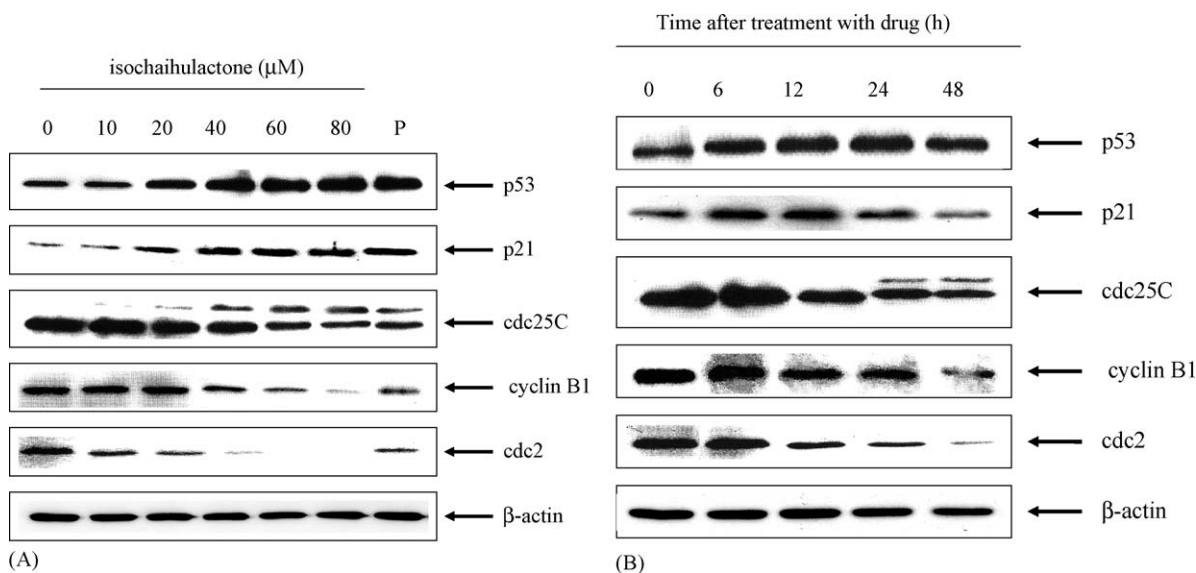 isochaihulactone (μM)
0 10 20 40 60 80 P
p53
p21
cdc25C
cyclin B1
cdc2
β-actin
(A)
Time after treatment with drug (h)
0 6 12 24 48
p53
p21
cdc25C
cyclin B1
cdc2
β-actin
(B)